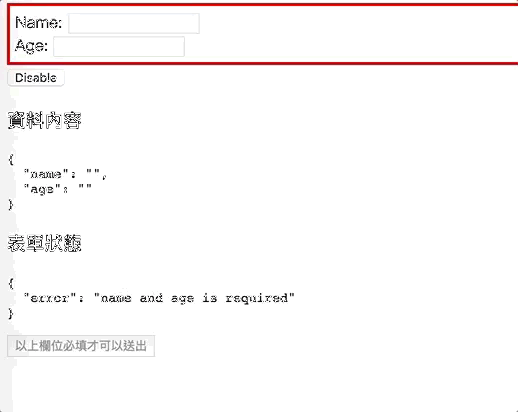 Name:
Age:
Disable
資料內容
{
"name": "",
"age": ""
}
表單狀態
{
"error": "name and age is required"
}
以上欄位必填才可以送出